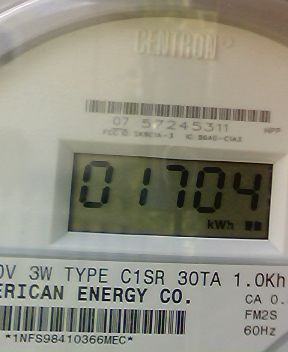 CENTRON®
07 57245311 HPP
01704
kWh
0V 3W TYPE C1SR 30TA 1.0Kh
ERICAN ENERGY CO.
CA 0.
FM2S
60Hz
*1NFS98410366MEC*